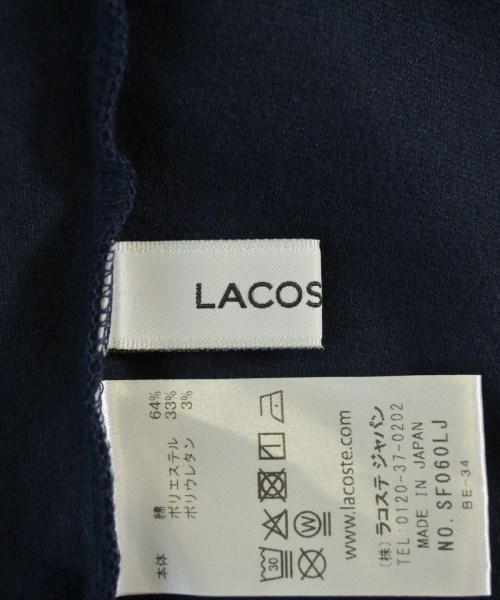 LACOS
本体
綿 64%
ポリエステル 33%
ポリウレタン 3%
30
W
www.lacoste.com
(株) ラコステ ジャパン
TEL:0120-37-0202
MADE IN JAPAN
NO. SF060LJ
BE-34